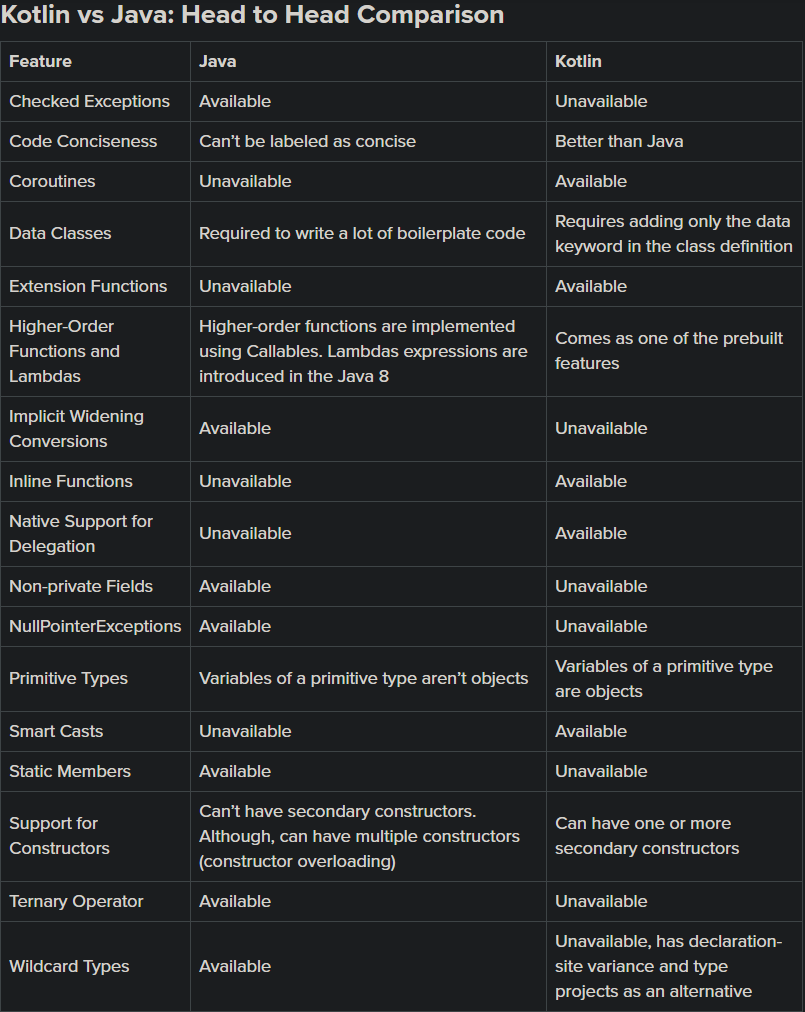 Kotlin vs Java: Head to Head Comparison
Feature
Java
Kotlin
Checked Exceptions
Available
Unavailable
Code Conciseness
Can’t be labeled as concise
Better than Java
Coroutines
Unavailable
Available
Data Classes
Required to write a lot of boilerplate code
Requires adding only the data
keyword in the class definition
Extension Functions
Unavailable
Available
Higher-Order
Functions and
Lambdas
Higher-order functions are implemented
using Callables. Lambdas expressions are
introduced in the Java 8
Comes as one of the prebuilt
features
Implicit Widening
Conversions
Available
Unavailable
Inline Functions
Unavailable
Available
Native Support for
Delegation
Unavailable
Available
Non-private Fields
Available
Unavailable
NullPointerExceptions
Available
Unavailable
Primitive Types
Variables of a primitive type aren’t objects
Variables of a primitive type
are objects
Smart Casts
Unavailable
Available
Static Members
Available
Unavailable
Support for
Constructors
Can’t have secondary constructors.
Although, can have multiple constructors
(constructor overloading)
Can have one or more
secondary constructors
Ternary Operator
Available
Unavailable
Wildcard Types
Available
Unavailable, has declaration-
site variance and type
projects as an alternative